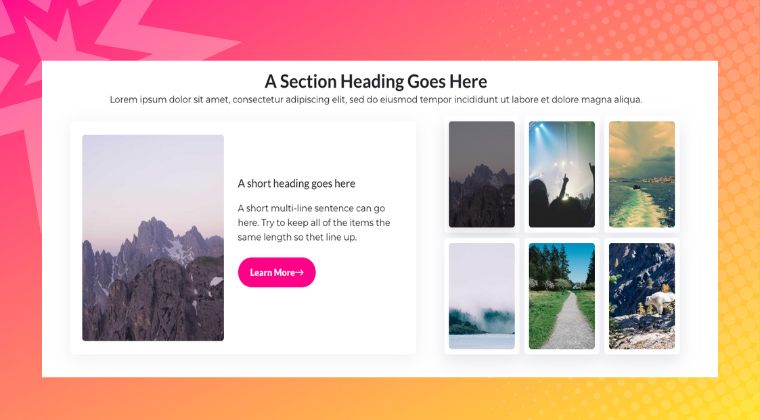 A Section Heading Goes Here
Lorem ipsum dolor sit amet, consectetur adipiscing elit, sed do eiusmod tempor incididunt ut labore et dolore magna aliqua.
A short heading goes here
A short multi-line sentence can go
here. Try to keep all of the items the
same length so thet line up.
Learn More→